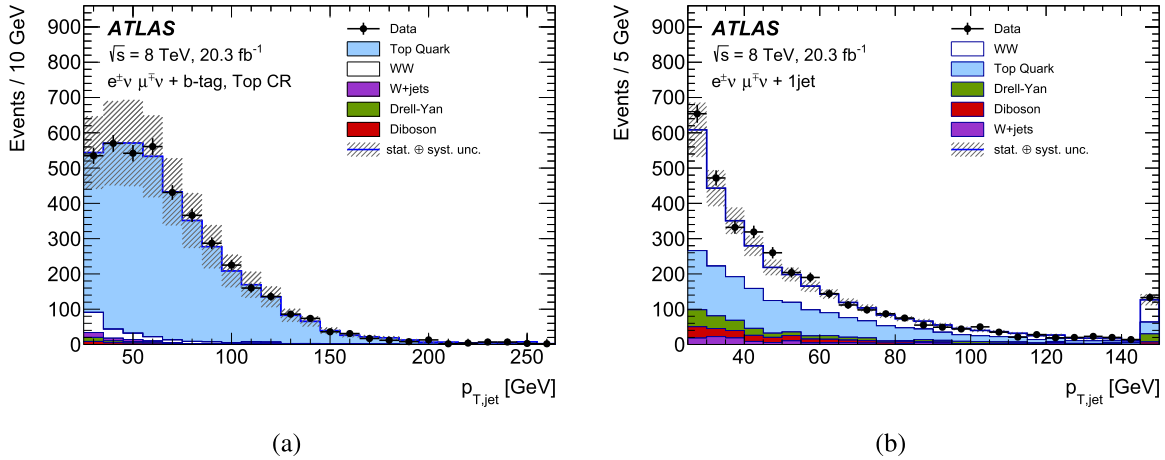 Events / 10 GeV
900
800
700
600
500
400
300
200
100
0
ATLAS
√s = 8 TeV, 20.3 fb⁻¹
e±ν μ∓ν + b-tag, Top CR
Data
Top Quark
WW
W+jets
Drell-Yan
Diboson
stat. ⊕ syst. unc.
50 100 150 200 250
pT,jet [GeV]
(a)
Events / 5 GeV
900
800
700
600
500
400
300
200
100
0
ATLAS
√s = 8 TeV, 20.3 fb⁻¹
e±ν μ∓ν + 1jet
Data
WW
Top Quark
Drell-Yan
Diboson
W+jets
stat. ⊕ syst. unc.
40 60 80 100 120 140
pT,jet [GeV]
(b)